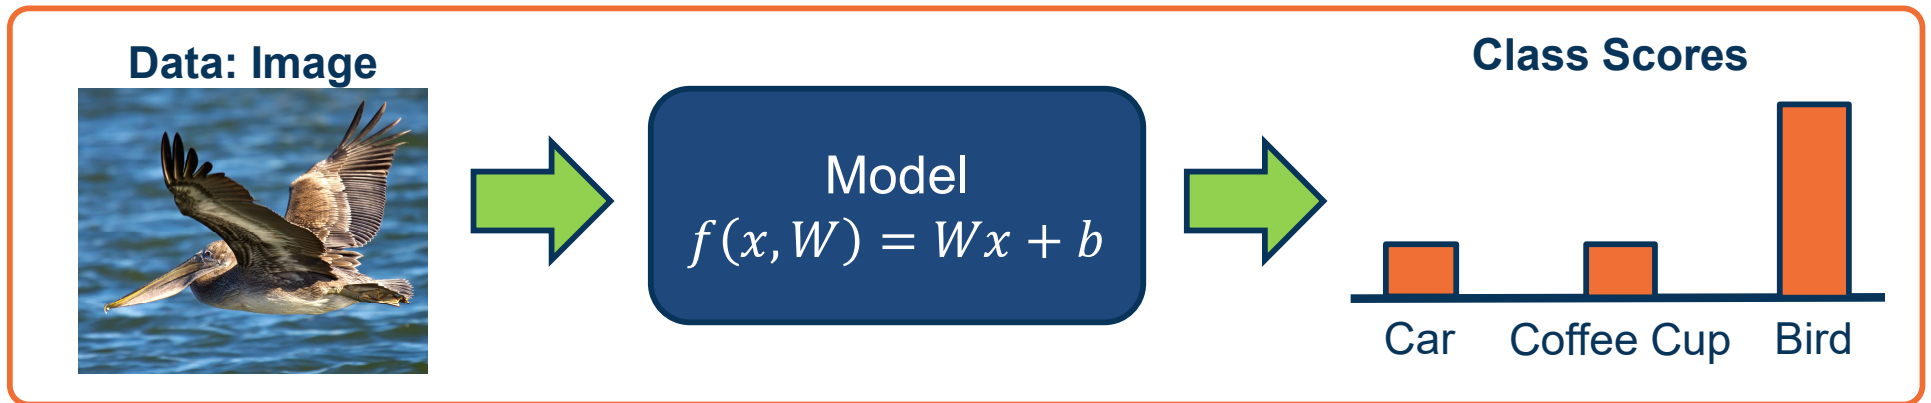 Data: Image
Model
f(x, W) = Wx + b
Class Scores
Car
Coffee Cup
Bird